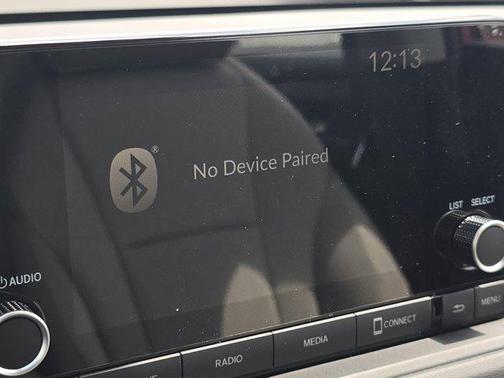 12:13
®
No Device Paired
LIST SELECT
AUDIO
RADIO
MEDIA
CONNECT
MENU